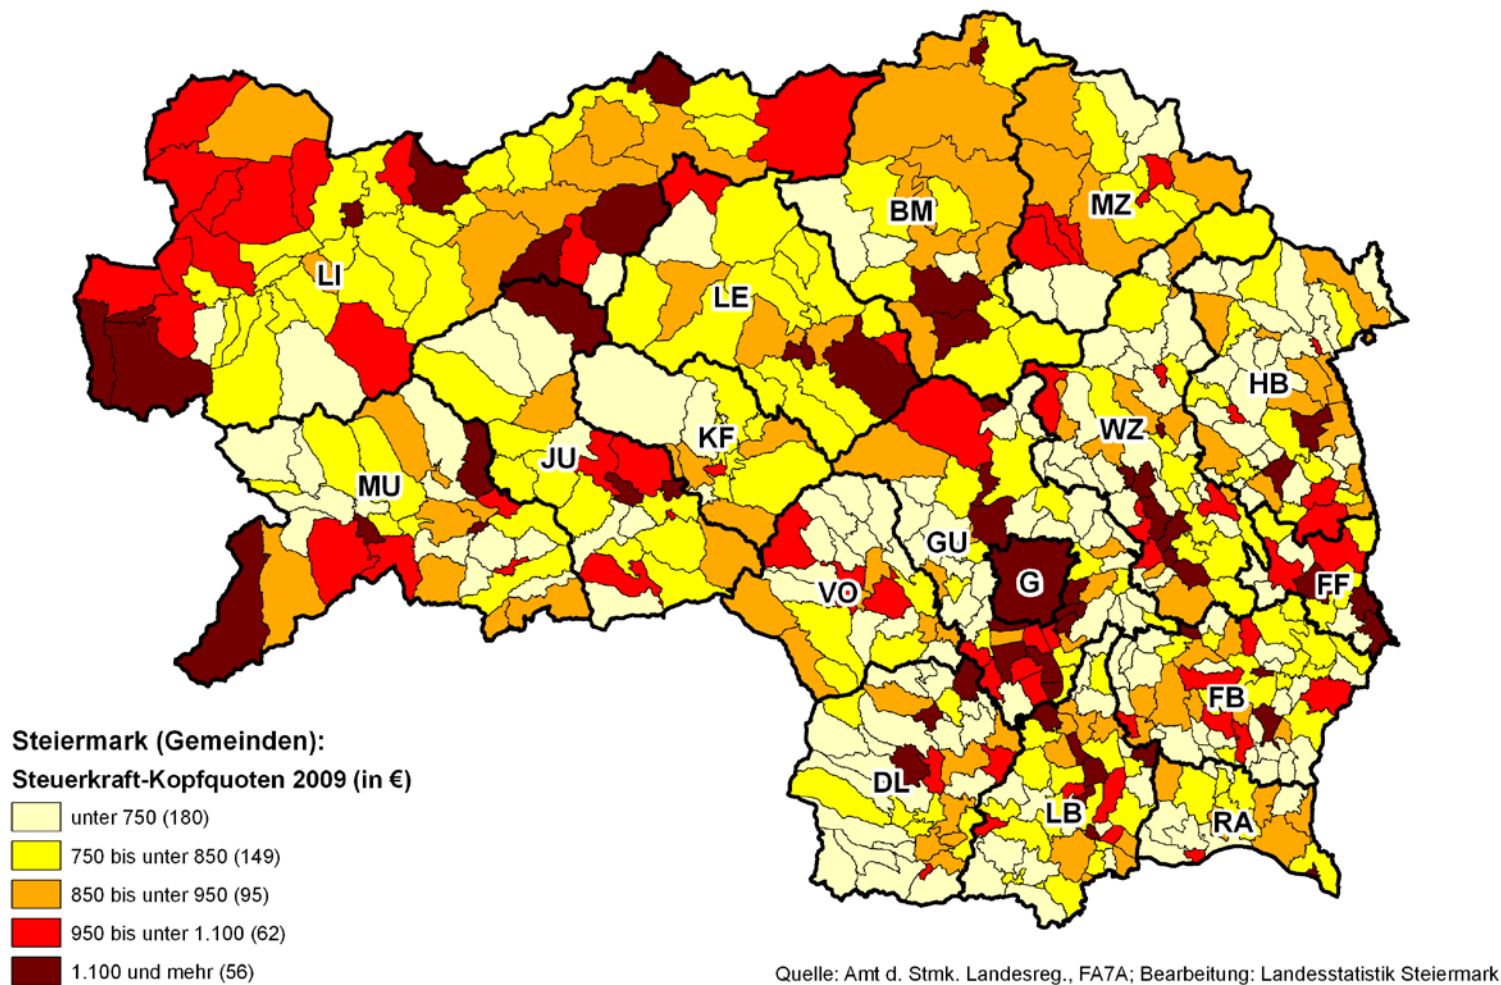 BM
MZ
LI
LE
HB
KF
WZ
JU
MU
GU
G
VO
FF
FB
DL
LB
RA
Steiermark (Gemeinden):
Steuerkraft-Kopfquoten 2009 (in €)
unter 750 (180)
750 bis unter 850 (149)
850 bis unter 950 (95)
950 bis unter 1.100 (62)
1.100 und mehr (56)
Quelle: Amt d. Stmk. Landesreg., FA7A; Bearbeitung: Landesstatistik Steiermark